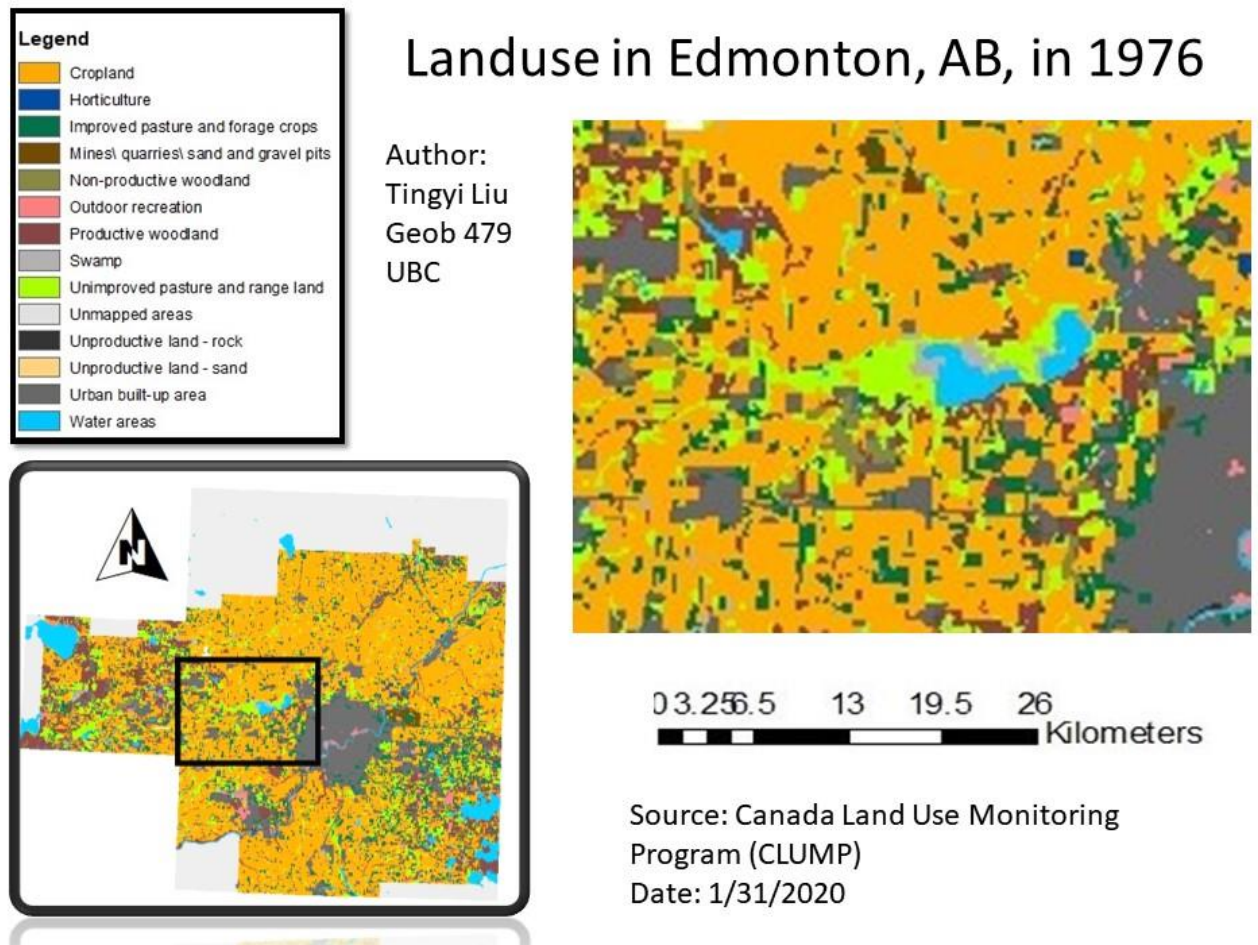 Landuse in Edmonton, AB, in 1976
Legend
Cropland
Horticulture
Improved pasture and forage crops
Mines\ quarries\ sand and gravel pits
Non-productive woodland
Outdoor recreation
Productive woodland
Swamp
Unimproved pasture and range land
Unmapped areas
Unproductive land - rock
Unproductive land - sand
Urban built-up area
Water areas
Author:
Tingyi Liu
Geob 479
UBC
N
0 3.25 6.5 13 19.5 26
Kilometers
Source: Canada Land Use Monitoring
Program (CLUMP)
Date: 1/31/2020